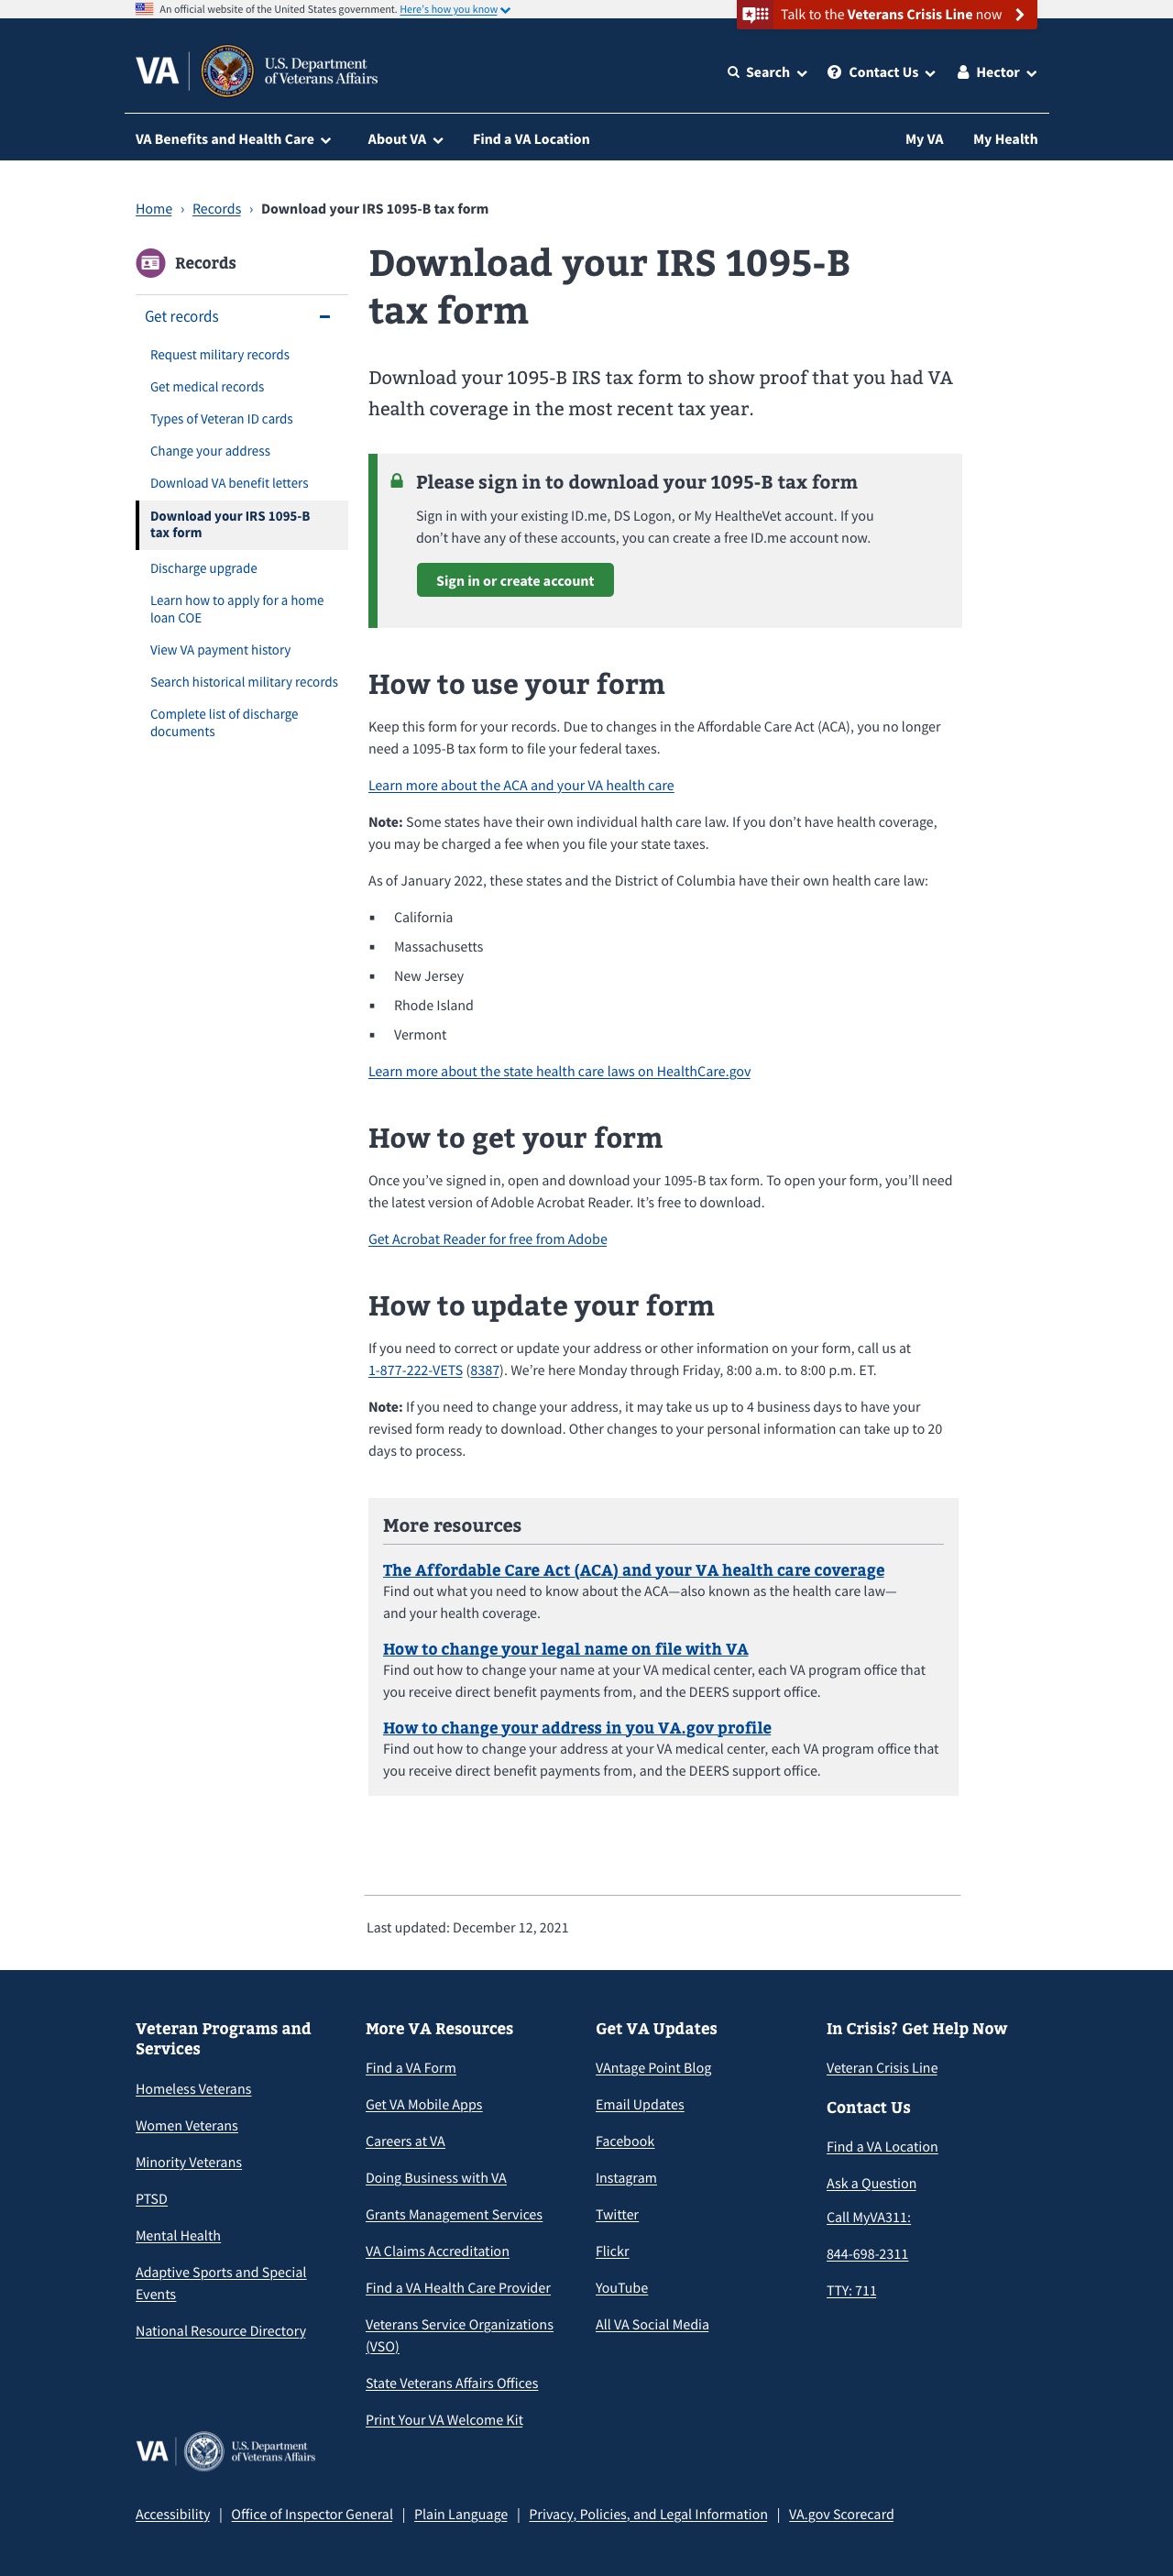 An official website of the United States government. Here's how you know
Talk to the Veterans Crisis Line now
VA
U.S. Department
of Veterans Affairs
Search
Contact Us
Hector
VA Benefits and Health Care
About VA
Find a VA Location
My VA
My Health
Home › Records › Download your IRS 1095-B tax form
Records
Get records
Request military records
Get medical records
Types of Veteran ID cards
Change your address
Download VA benefit letters
Download your IRS 1095-B
tax form
Discharge upgrade
Learn how to apply for a home
loan COE
View VA payment history
Search historical military records
Complete list of discharge
documents
Download your IRS 1095-B
tax form
Download your 1095-B IRS tax form to show proof that you had VA
health coverage in the most recent tax year.
Please sign in to download your 1095-B tax form
Sign in with your existing ID.me, DS Logon, or My HealtheVet account. If you
don’t have any of these accounts, you can create a free ID.me account now.
Sign in or create account
How to use your form
Keep this form for your records. Due to changes in the Affordable Care Act (ACA), you no longer
need a 1095-B tax form to file your federal taxes.
Learn more about the ACA and your VA health care
Note: Some states have their own individual halth care law. If you don’t have health coverage,
you may be charged a fee when you file your state taxes.
As of January 2022, these states and the District of Columbia have their own health care law:
▪ California
▪ Massachusetts
▪ New Jersey
▪ Rhode Island
▪ Vermont
Learn more about the state health care laws on HealthCare.gov
How to get your form
Once you’ve signed in, open and download your 1095-B tax form. To open your form, you’ll need
the latest version of Adoble Acrobat Reader. It’s free to download.
Get Acrobat Reader for free from Adobe
How to update your form
If you need to correct or update your address or other information on your form, call us at
1-877-222-VETS (8387). We’re here Monday through Friday, 8:00 a.m. to 8:00 p.m. ET.
Note: If you need to change your address, it may take us up to 4 business days to have your
revised form ready to download. Other changes to your personal information can take up to 20
days to process.
More resources
The Affordable Care Act (ACA) and your VA health care coverage
Find out what you need to know about the ACA—also known as the health care law—
and your health coverage.
How to change your legal name on file with VA
Find out how to change your name at your VA medical center, each VA program office that
you receive direct benefit payments from, and the DEERS support office.
How to change your address in you VA.gov profile
Find out how to change your address at your VA medical center, each VA program office that
you receive direct benefit payments from, and the DEERS support office.
Last updated: December 12, 2021
Veteran Programs and
Services
Homeless Veterans
Women Veterans
Minority Veterans
PTSD
Mental Health
Adaptive Sports and Special
Events
National Resource Directory
More VA Resources
Find a VA Form
Get VA Mobile Apps
Careers at VA
Doing Business with VA
Grants Management Services
VA Claims Accreditation
Find a VA Health Care Provider
Veterans Service Organizations
(VSO)
State Veterans Affairs Offices
Print Your VA Welcome Kit
Get VA Updates
VAntage Point Blog
Email Updates
Facebook
Instagram
Twitter
Flickr
YouTube
All VA Social Media
In Crisis? Get Help Now
Veteran Crisis Line
Contact Us
Find a VA Location
Ask a Question
Call MyVA311:
844-698-2311
TTY: 711
VA
U.S. Department
of Veterans Affairs
Accessibility | Office of Inspector General | Plain Language | Privacy, Policies, and Legal Information | VA.gov Scorecard